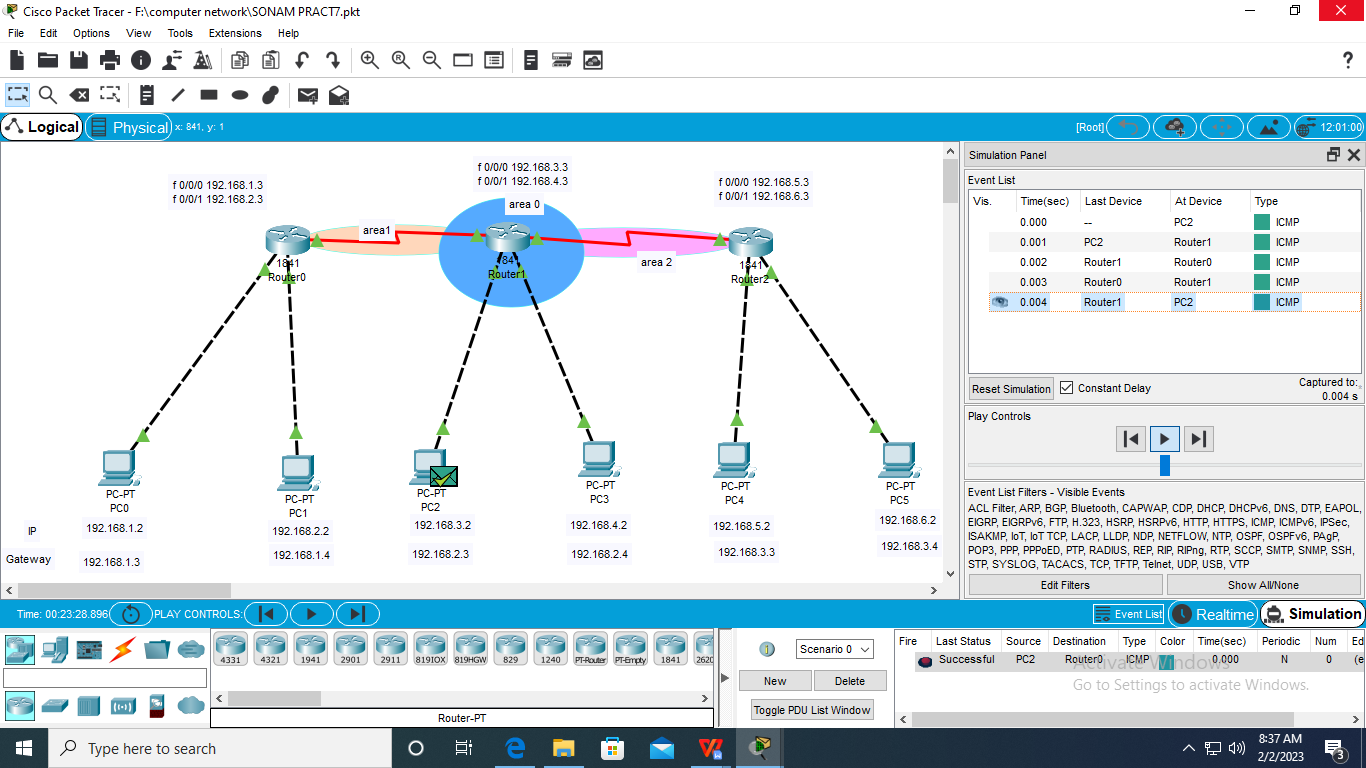 Cisco Packet Tracer - F:\computer network\SONAM PRACT7.pkt
File Edit Options View Tools Extensions Help
?
Logical Physical x: 841, y: 1 [Root] 12:01:00
f 0/0/0 192.168.1.3
f 0/0/1 192.168.2.3
f 0/0/0 192.168.3.3
f 0/0/1 192.168.4.3
f 0/0/0 192.168.5.3
f 0/0/1 192.168.6.3
area 0
area1
area 2
1841
Router0
1841
Router1
1841
Router2
PC-PT
PC0
PC-PT
PC1
PC-PT
PC2
PC-PT
PC3
PC-PT
PC4
PC-PT
PC5
IP 192.168.1.2 192.168.2.2 192.168.3.2 192.168.4.2 192.168.5.2 192.168.6.2
Gateway 192.168.1.3 192.168.1.4 192.168.2.3 192.168.2.4 192.168.3.3 192.168.3.4
Simulation Panel
Event List
Vis. Time(sec) Last Device At Device Type
0.000 -- PC2 ICMP
0.001 PC2 Router1 ICMP
0.002 Router1 Router0 ICMP
0.003 Router0 Router1 ICMP
0.004 Router1 PC2 ICMP
Reset Simulation Constant Delay Captured to:
0.004 s
Play Controls
Event List Filters - Visible Events
ACL Filter, ARP, BGP, Bluetooth, CAPWAP, CDP, DHCP, DHCPv6, DNS, DTP, EAPOL,
EIGRP, EIGRPv6, FTP, H.323, HSRP, HSRPv6, HTTP, HTTPS, ICMP, ICMPv6, IPSec,
ISAKMP, IoT, IoT TCP, LACP, LLDP, NDP, NETFLOW, NTP, OSPF, OSPFv6, PAgP,
POP3, PPP, PPPoED, PTP, RADIUS, REP, RIP, RIPng, RTP, SCCP, SMTP, SNMP, SSH,
STP, SYSLOG, TACACS, TCP, TFTP, Telnet, UDP, USB, VTP
Edit Filters Show All/None
Time: 00:23:28.896 PLAY CONTROLS: Event List Realtime Simulation
4331 4321 1941 2901 2911 819IOX 819HGW 829 1240 PT-Router PT-Empty 1841 2620
Router-PT
Scenario 0
New Delete
Toggle PDU List Window
Fire Last Status Source Destination Type Color Time(sec) Periodic Num Ed
Successful PC2 Router0 ICMP 0.000 N 0 (e
Activate Windows
Go to Settings to activate Windows.
Type here to search
8:37 AM
2/2/2023
3